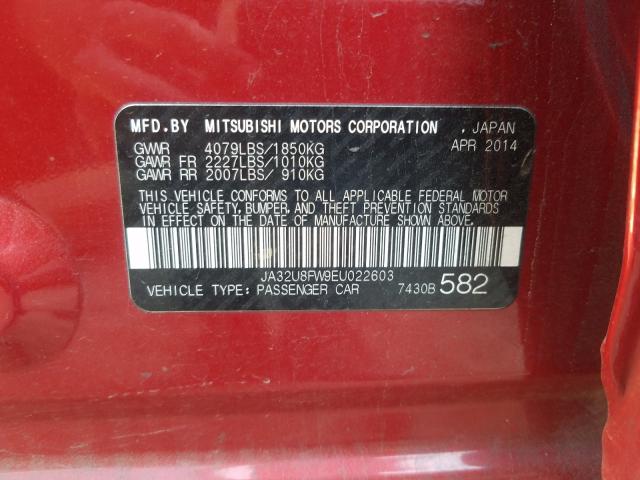 MFD.BY MITSUBISHI MOTORS CORPORATION , JAPAN
GVWR 4079LBS/1850KG APR 2014
GAWR FR 2227LBS/1010KG
GAWR RR 2007LBS/ 910KG
THIS VEHICLE CONFORMS TO ALL APPLICABLE FEDERAL MOTOR
VEHICLE SAFETY, BUMPER, AND THEFT PREVENTION STANDARDS
IN EFFECT ON THE DATE OF MANUFACTURE SHOWN ABOVE.
JA32U8FW9EU022603
VEHICLE TYPE: PASSENGER CAR 7430B 582